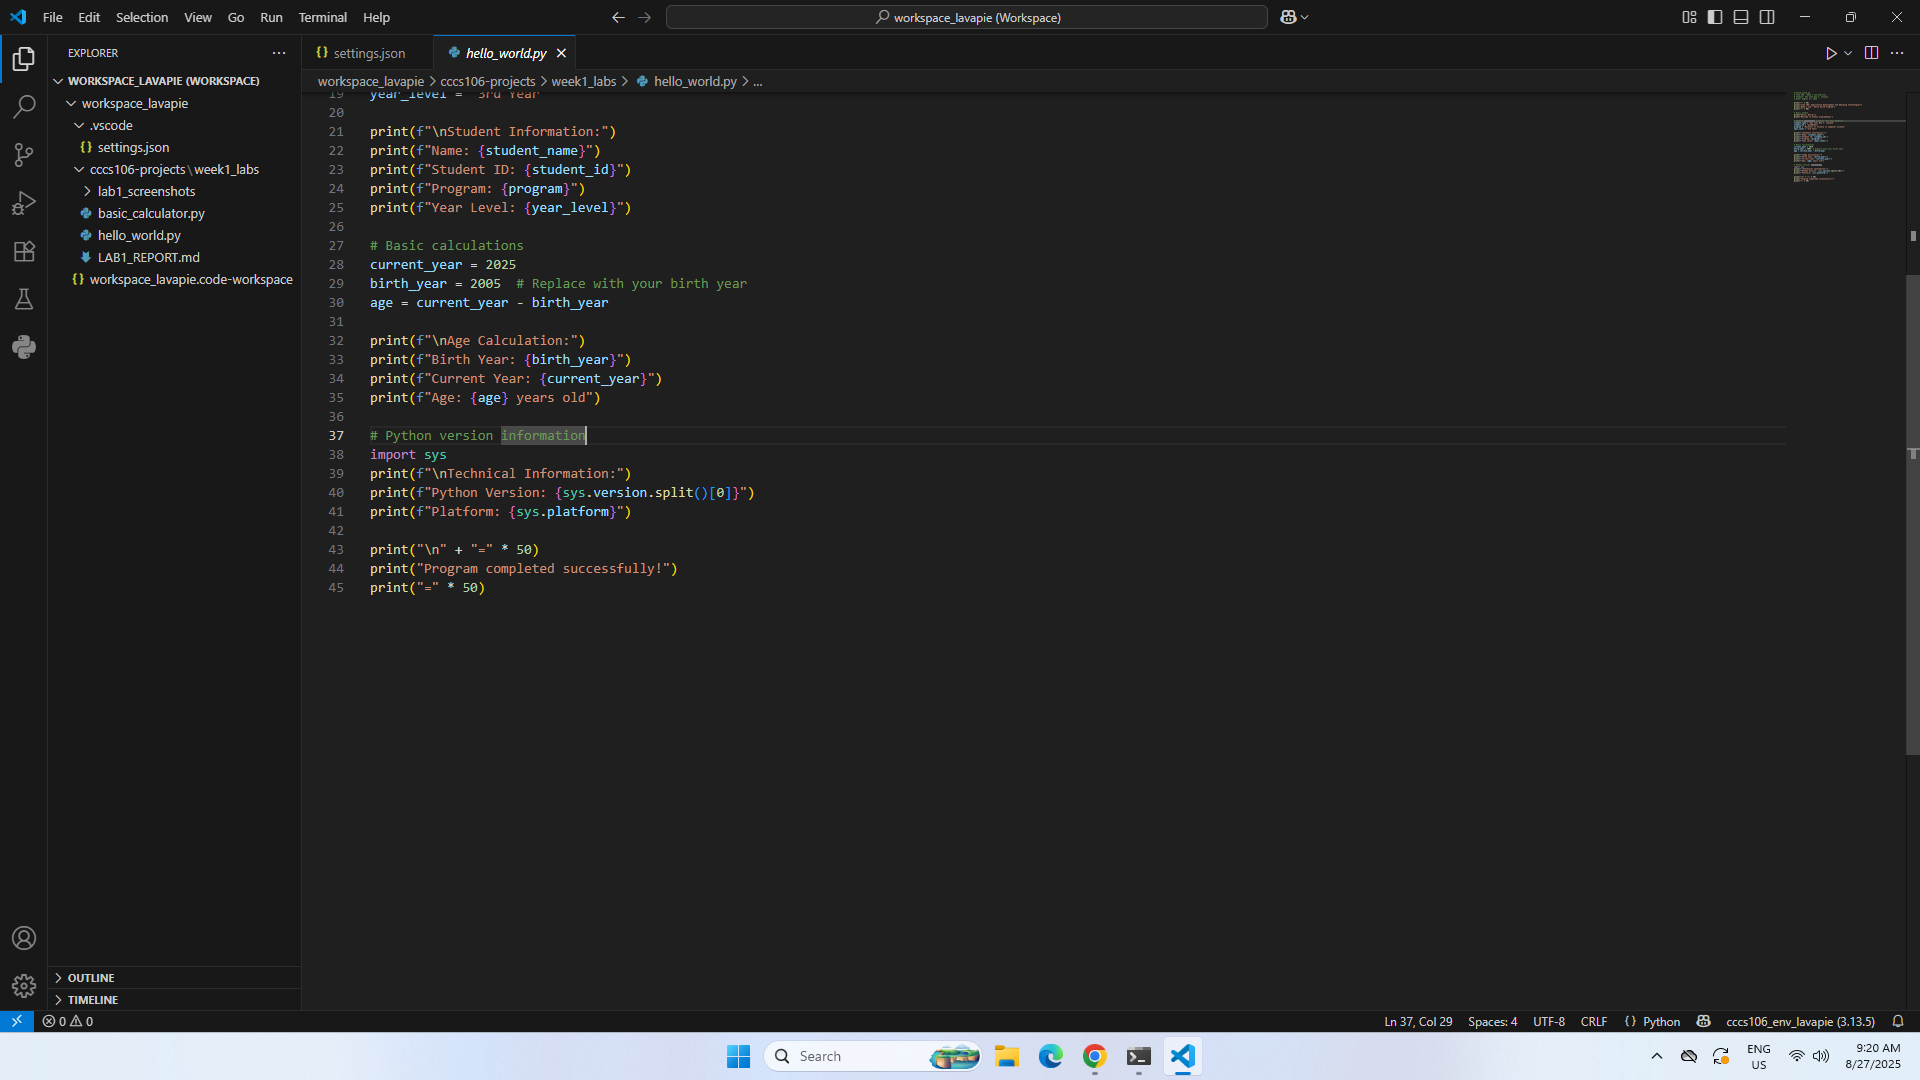 File Edit Selection View Go Run Terminal Help
workspace_lavapie (Workspace)
EXPLORER
WORKSPACE_LAVAPIE (WORKSPACE)
workspace_lavapie
.vscode
settings.json
cccs106-projects\week1_labs
lab1_screenshots
basic_calculator.py
hello_world.py
LAB1_REPORT.md
workspace_lavapie.code-workspace
OUTLINE
TIMELINE
settings.json hello_world.py
workspace_lavapie > cccs106-projects > week1_labs > hello_world.py > ...
19 year_level = "3rd Year"
20
21 print(f"\nStudent Information:")
22 print(f"Name: {student_name}")
23 print(f"Student ID: {student_id}")
24 print(f"Program: {program}")
25 print(f"Year Level: {year_level}")
26
27 # Basic calculations
28 current_year = 2025
29 birth_year = 2005  # Replace with your birth year
30 age = current_year - birth_year
31
32 print(f"\nAge Calculation:")
33 print(f"Birth Year: {birth_year}")
34 print(f"Current Year: {current_year}")
35 print(f"Age: {age} years old")
36
37 # Python version information
38 import sys
39 print(f"\nTechnical Information:")
40 print(f"Python Version: {sys.version.split()[0]}")
41 print(f"Platform: {sys.platform}")
42
43 print("\n" + "=" * 50)
44 print("Program completed successfully!")
45 print("=" * 50)
0 0
Ln 37, Col 29 Spaces: 4 UTF-8 CRLF {} Python cccs106_env_lavapie (3.13.5)
Search
ENG
US
9:20 AM
8/27/2025